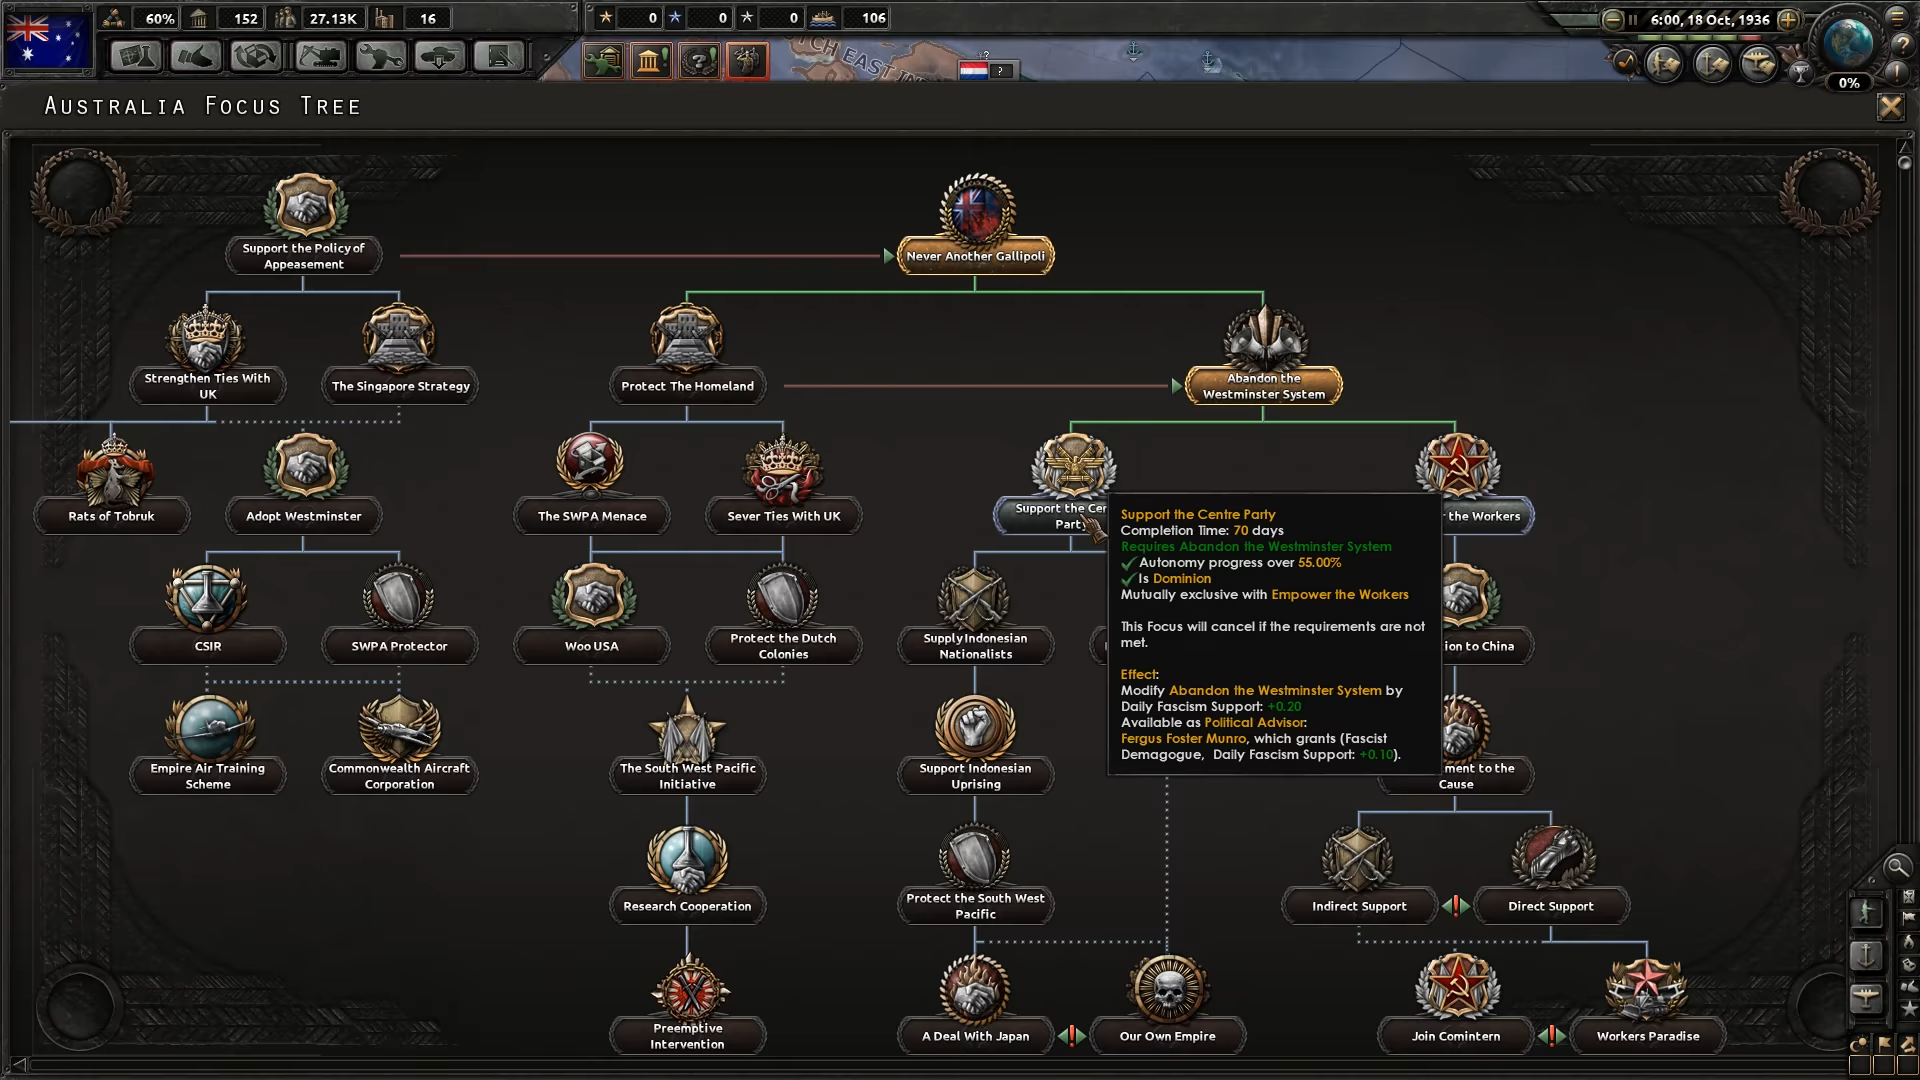 60%
152
27.13K
16
0
0
0
106
6:00, 18 Oct, 1936
0%
?
?
AUSTRALIA FOCUS TREE
Support the Policy of
Appeasement
Never Another Gallipoli
Strengthen Ties With
UK
The Singapore Strategy
Protect The Homeland
Abandon the
Westminster System
Rats of Tobruk
Adopt Westminster
The SWPA Menace
Sever Ties With UK
Support the Cen
Party
the Workers
CSIR
SWPA Protector
Woo USA
Protect the Dutch
Colonies
Supply Indonesian
Nationalists
ion to China
Empire Air Training
Scheme
Commonwealth Aircraft
Corporation
The South West Pacific
Initiative
Support Indonesian
Uprising
ment to the
Cause
Research Cooperation
Protect the South West
Pacific
Indirect Support
Direct Support
Preemptive
Intervention
A Deal With Japan
Our Own Empire
Join Comintern
Workers Paradise
Support the Centre Party
Completion Time: 70 days
Requires Abandon the Westminster System
Autonomy progress over 55.00%
Is Dominion
Mutually exclusive with Empower the Workers
This Focus will cancel if the requirements are not
met.
Effect:
Modify Abandon the Westminster System by
Daily Fascism Support: +0.20
Available as Political Advisor:
Fergus Foster Munro, which grants (Fascist
Demagogue, Daily Fascism Support: +0.10).